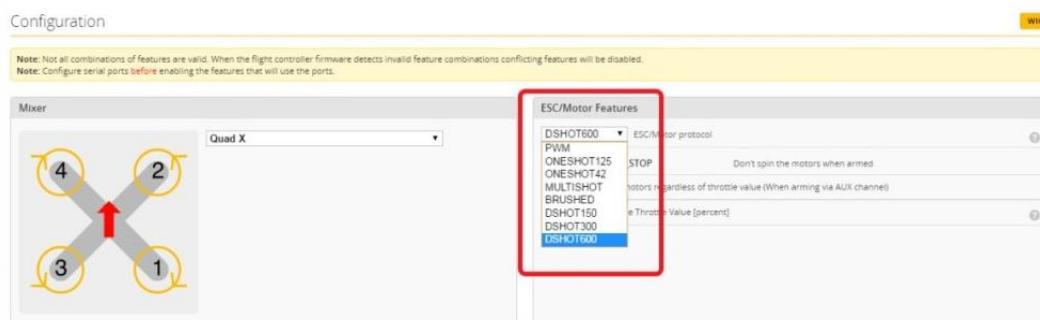 Configuration
Note: Not all combinations of features are valid. When the flight controller firmware detects invalid feature combinations conflicting features will be disabled.
Note: Configure serial ports before enabling the features that will use the ports.
Mixer
Quad X
4
2
3
1
ESC/Motor Features
DSHOT600
ESC/Motor protocol
PWM
ONESHOT125
ONESHOT42
MULTISHOT
BRUSHED
DSHOT150
DSHOT300
DSHOT600
STOP
Don't spin the motors when armed
motors regardless of throttle value (When arming via AUX channel)
Throttle Value [percent]